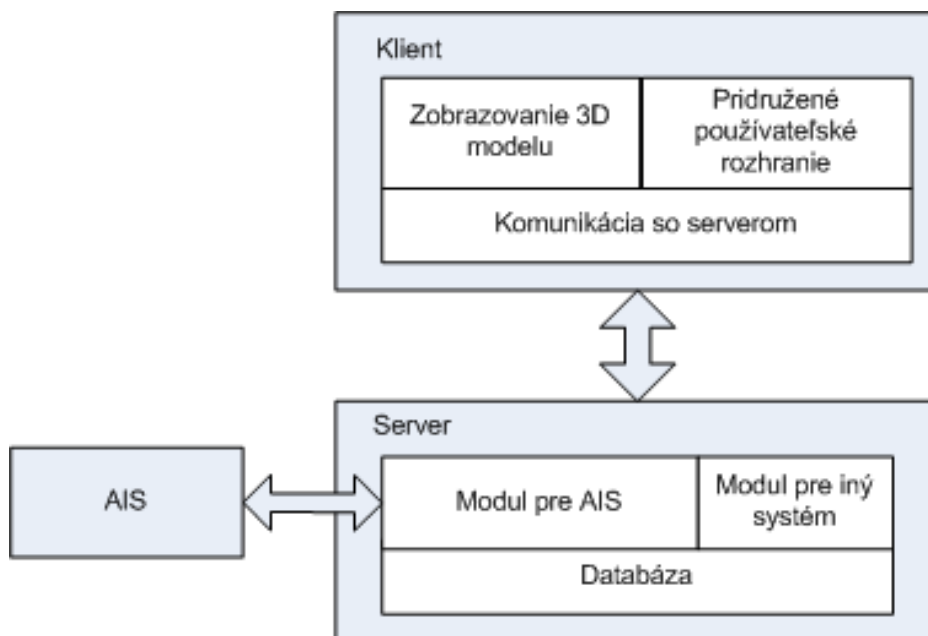 Klient
Zobrazovanie 3D
modelu
Pridružené
používateľské
rozhranie
Komunikácia so serverom
Server
AIS
Modul pre AIS
Modul pre iný
systém
Databáza